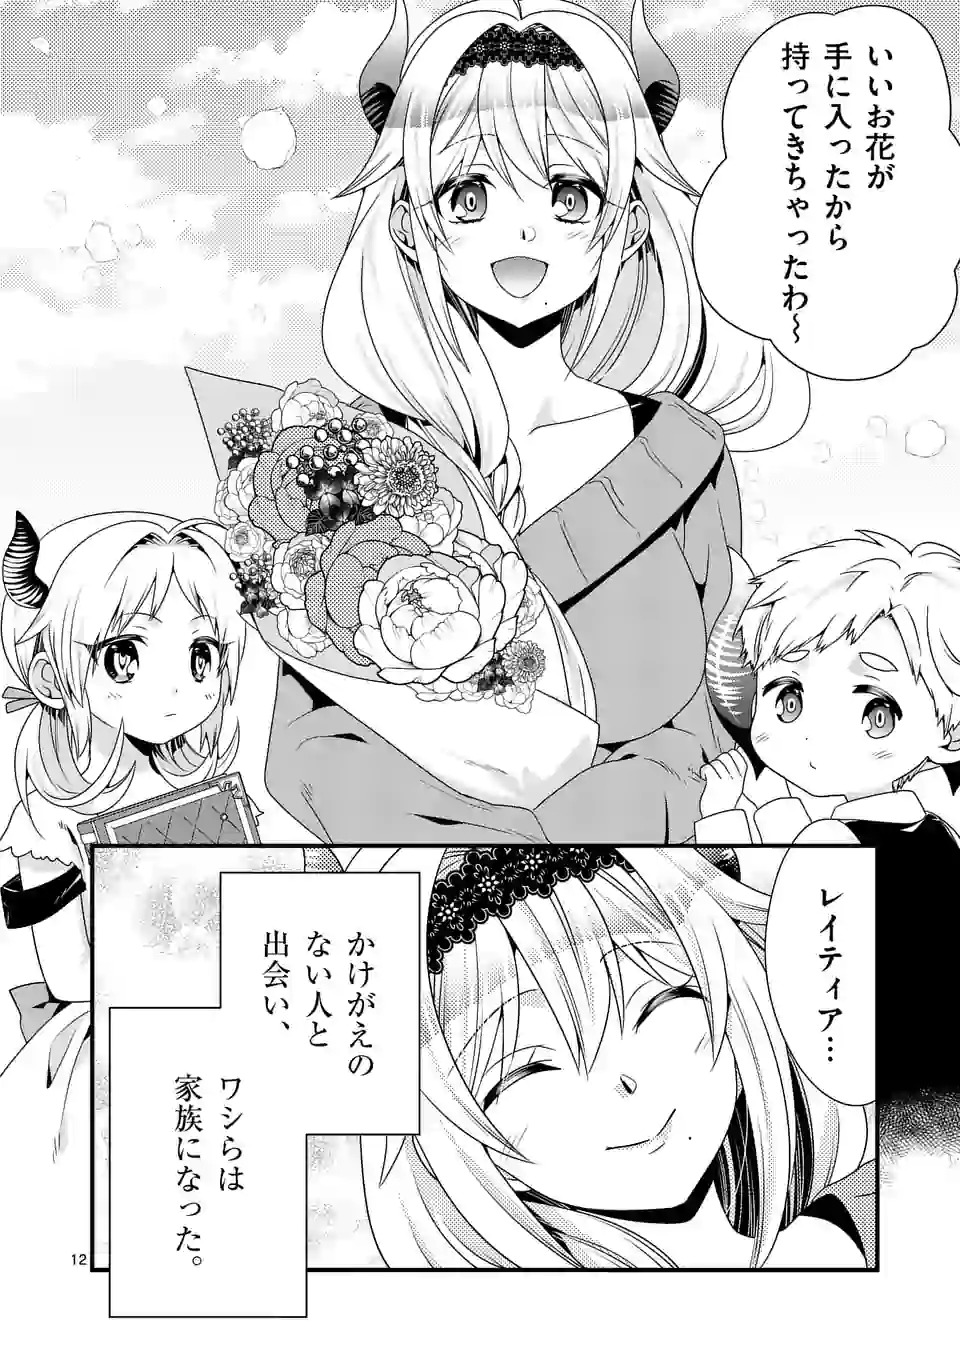 いいお花が
手に入ったから
持ってきちゃったわ～
レイティア…
かけがえの
ない人と
出会い、
ワシらは
家族になった。
12